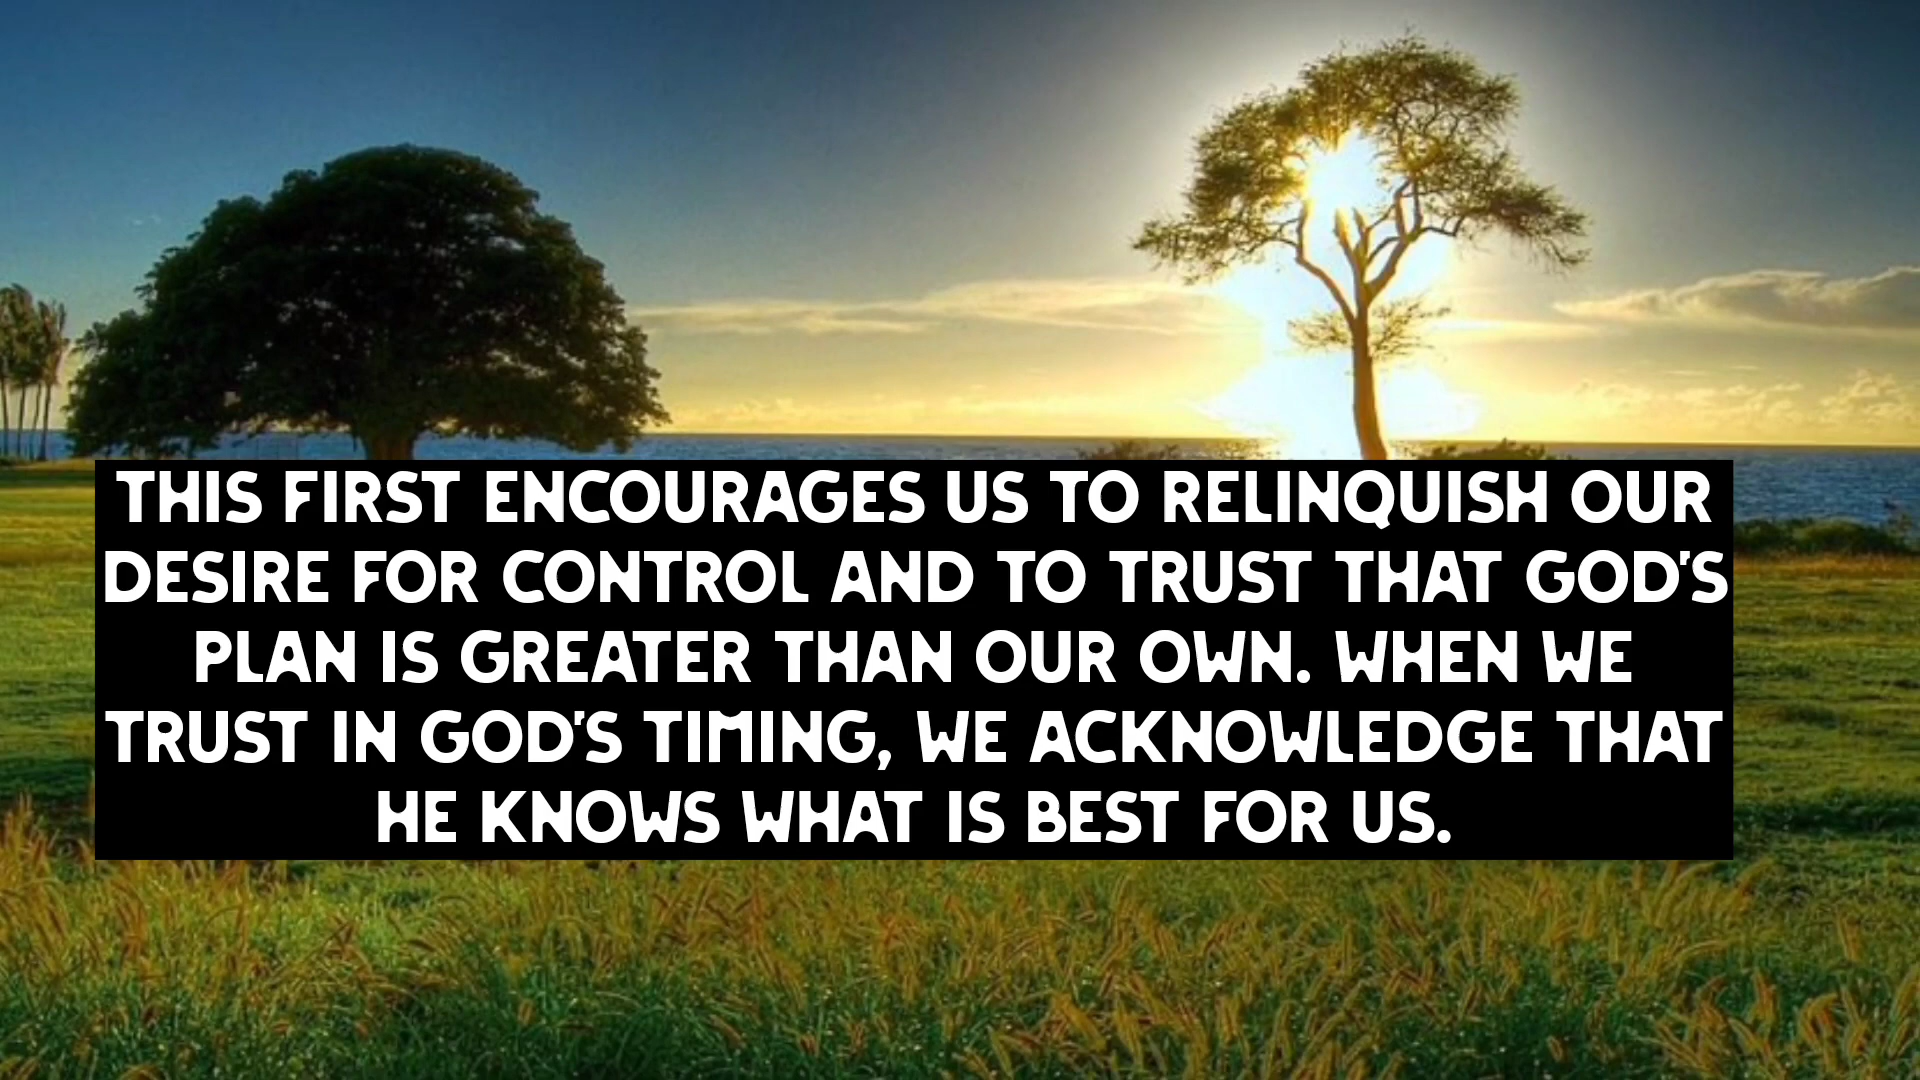 THIS FIRST ENCOURAGES US TO RELINQUISH OUR
DESIRE FOR CONTROL AND TO TRUST THAT GOD'S
PLAN IS GREATER THAN OUR OWN. WHEN WE
TRUST IN GOD'S TIMING, WE ACKNOWLEDGE THAT
HE KNOWS WHAT IS BEST FOR US.